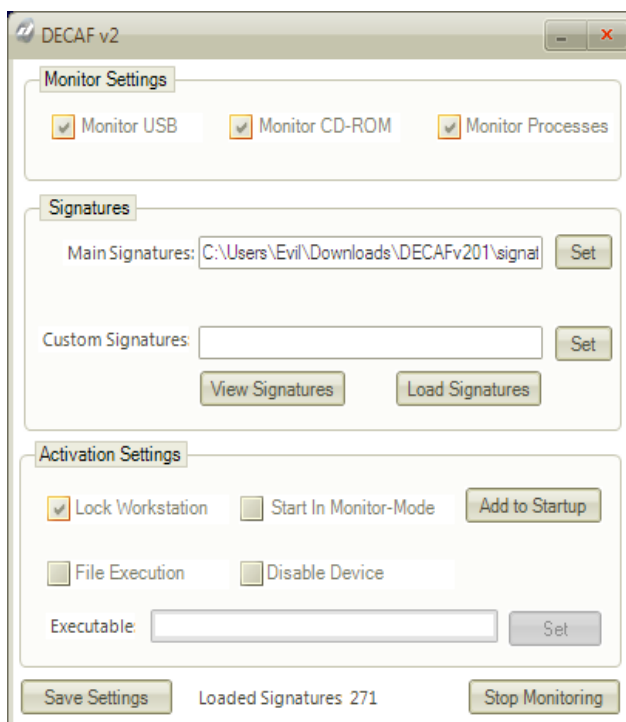 DECAF v2
Monitor Settings
Monitor USB Monitor CD-ROM Monitor Processes
Signatures
Main Signatures: C:\Users\Evil\Downloads\DECAFv201\signat Set
Custom Signatures: Set
View Signatures Load Signatures
Activation Settings
Lock Workstation Start In Monitor-Mode Add to Startup
File Execution Disable Device
Executable: Set
Save Settings Loaded Signatures 271 Stop Monitoring